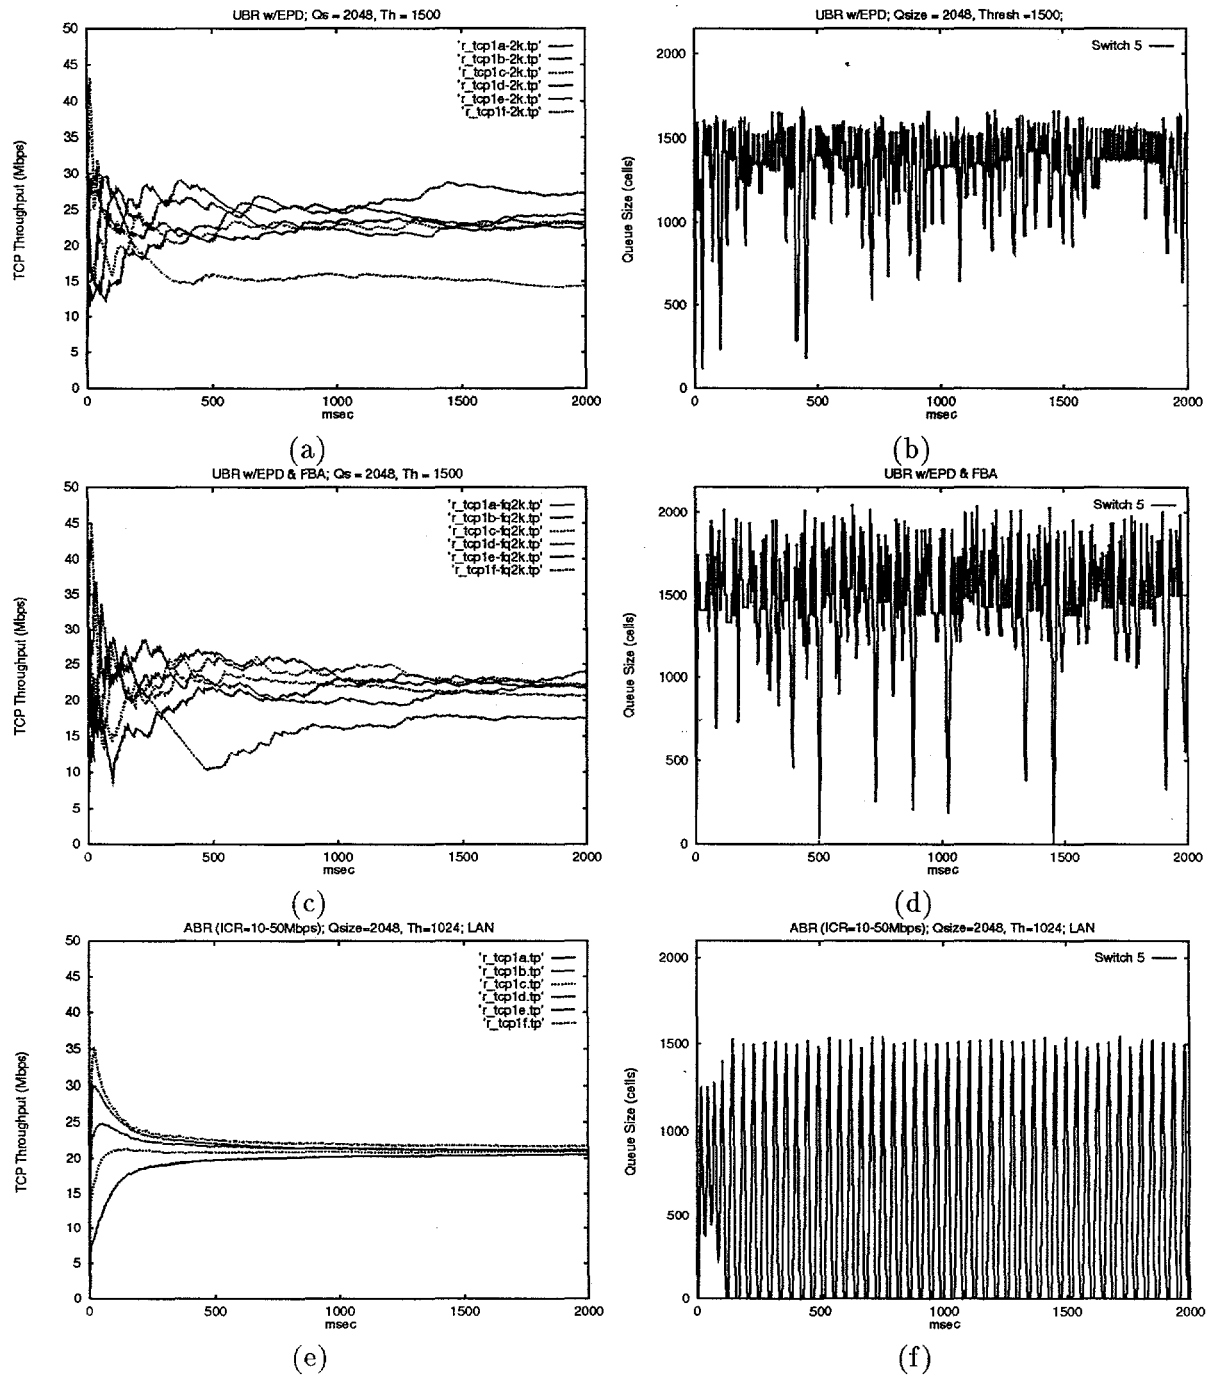 UBR w/EPD; Qs = 2048, Th = 1500
TCP Throughput (Mbps)
50
45
40
35
30
25
20
15
10
5
0
'r_tcp1a-2k.tp'
'r_tcp1b-2k.tp'
'r_tcp1c-2k.tp'
'r_tcp1d-2k.tp'
'r_tcp1e-2k.tp'
'r_tcp1f-2k.tp'
0 500 1000 1500 2000
msec
(a)
UBR w/EPD; Qsize = 2048, Thresh =1500;
Queue Size (cells)
2000
1500
1000
500
0
Switch 5
0 500 1000 1500 2000
msec
(b)
UBR w/EPD & FBA; Qs = 2048, Th = 1500
TCP Throughput (Mbps)
50
45
40
35
30
25
20
15
10
5
0
'r_tcp1a-fq2k.tp'
'r_tcp1b-fq2k.tp'
'r_tcp1c-fq2k.tp'
'r_tcp1d-fq2k.tp'
'r_tcp1e-fq2k.tp'
'r_tcp1f-fq2k.tp'
0 500 1000 1500 2000
msec
(c)
UBR w/EPD & FBA
Queue Size (cells)
2000
1500
1000
500
0
Switch 5
0 500 1000 1500 2000
msec
(d)
ABR (ICR=10-50Mbps); Qsize=2048, Th=1024; LAN
TCP Throughput (Mbps)
50
45
40
35
30
25
20
15
10
5
0
'r_tcp1a.tp'
'r_tcp1b.tp'
'r_tcp1c.tp'
'r_tcp1d.tp'
'r_tcp1e.tp'
'r_tcp1f.tp'
0 500 1000 1500 2000
msec
(e)
ABR (ICR=10-50Mbps); Qsize=2048, Th=1024; LAN
Queue Size (cells)
2000
1500
1000
500
0
Switch 5
0 500 1000 1500 2000
msec
(f)